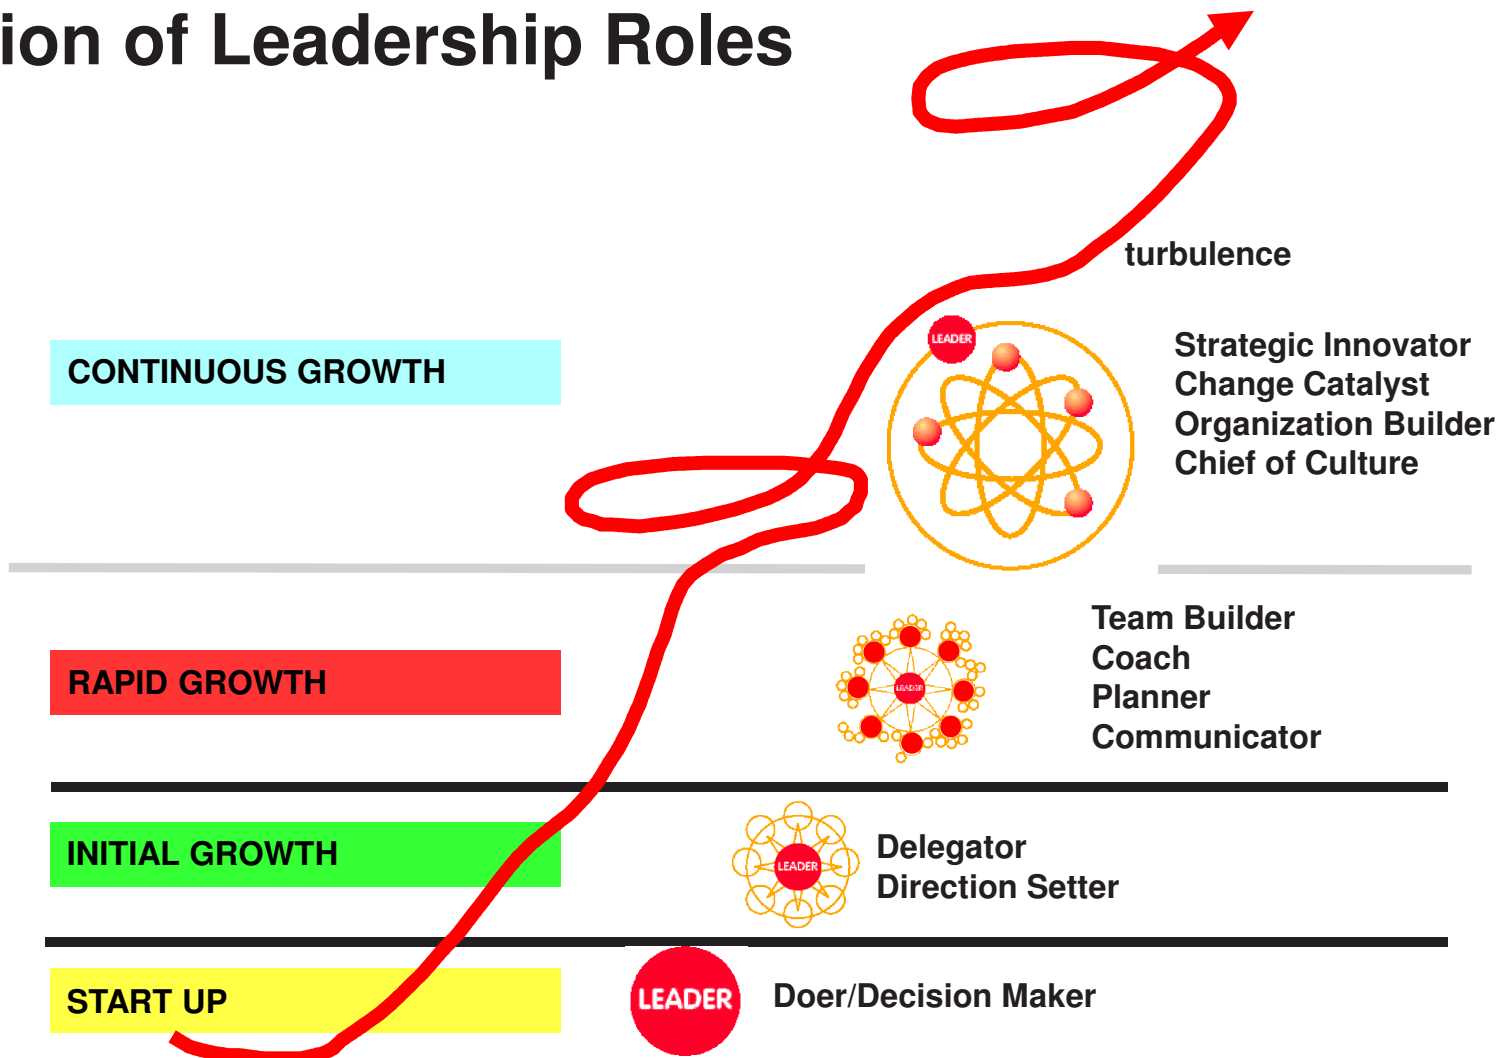 ion of Leadership Roles
turbulence
LEADER
CONTINUOUS GROWTH
Strategic Innovator
Change Catalyst
Organization Builder
Chief of Culture
RAPID GROWTH
LEADER
Team Builder
Coach
Planner
Communicator
INITIAL GROWTH
LEADER
Delegator
Direction Setter
START UP
LEADER
Doer/Decision Maker